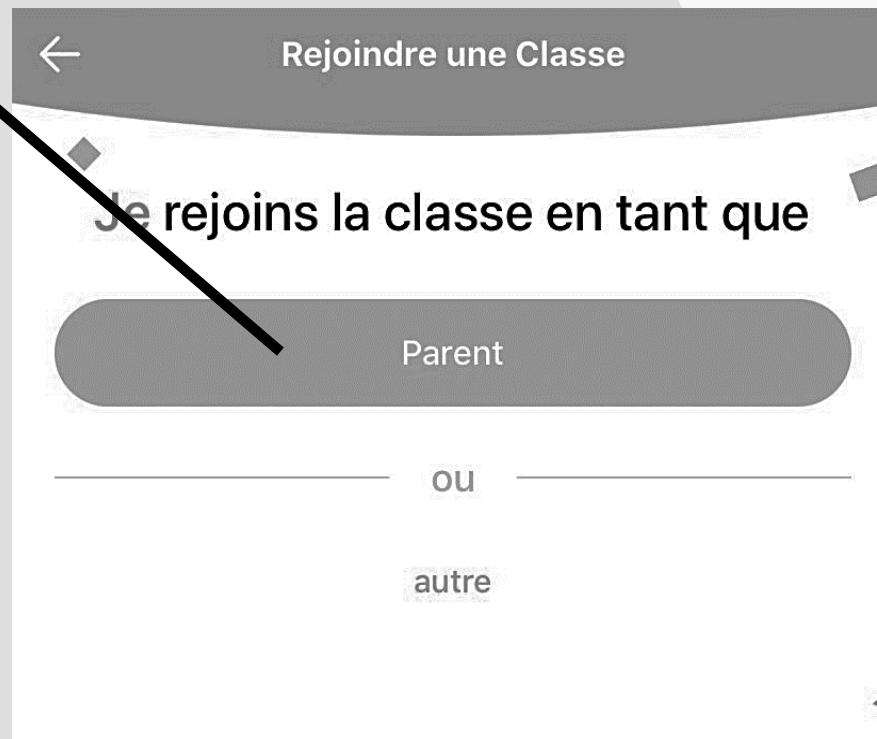 Rejoindre une Classe
Je rejoins la classe en tant que
Parent
ou
autre